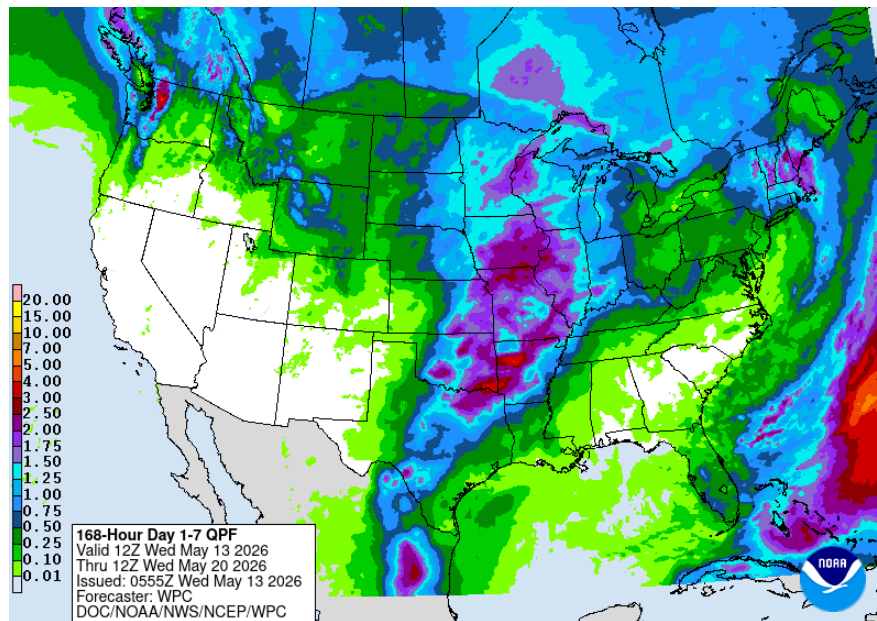 20.00
15.00
10.00
7.00
5.00
4.00
3.00
2.50
2.00
1.75
1.50
1.25
1.00
0.75
0.50
0.25
0.10
0.01
168-Hour Day 1-7 QPF
Valid 12Z Wed May 13 2026
Thru 12Z Wed May 20 2026
Issued: 0555Z Wed May 13 2026
Forecaster: WPC
DOC/NOAA/NWS/NCEP/WPC
NOAA